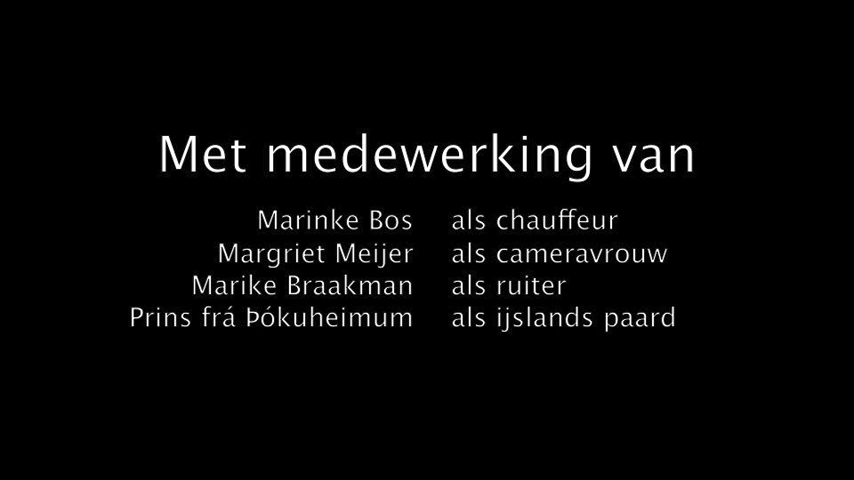 Met medewerking van
Marinke Bos als chauffeur
Margriet Meijer als cameravrouw
Marike Braakman als ruiter
Prins frá Þókuheimum als ijslands paard